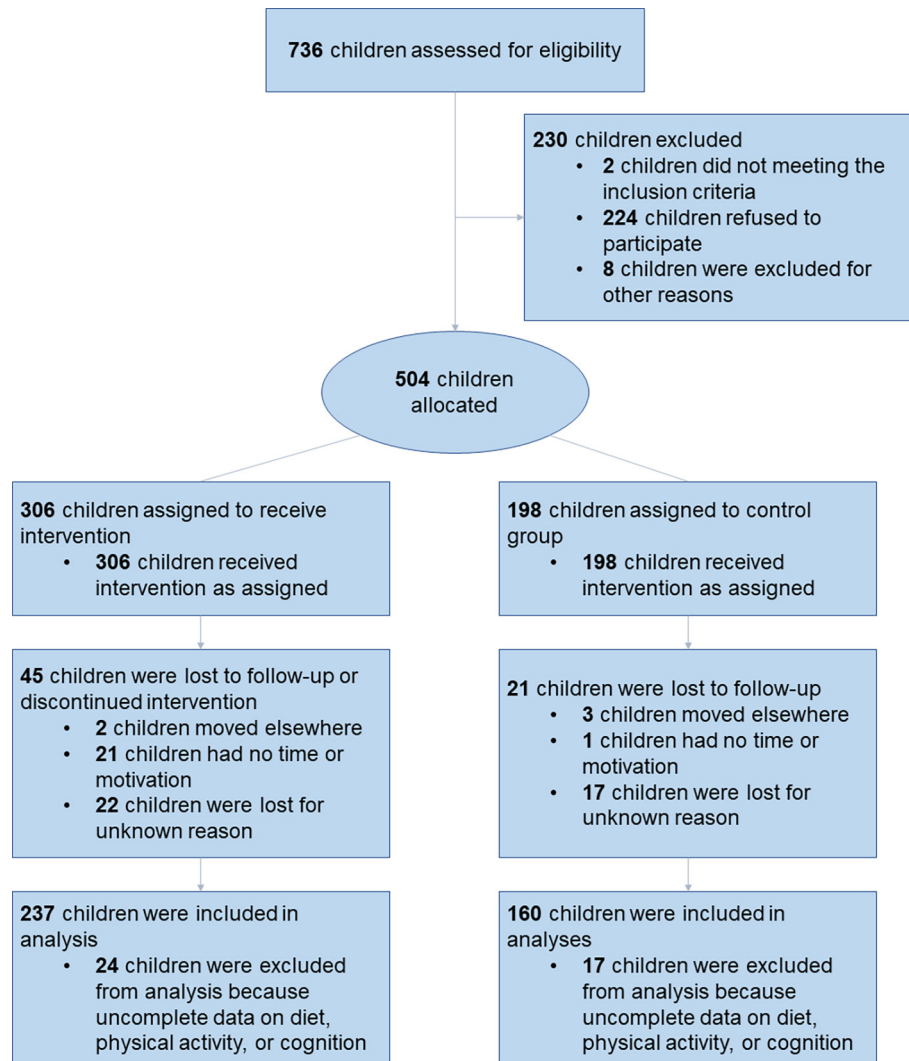 736 children assessed for eligibility
230 children excluded
• 2 children did not meeting the
inclusion criteria
• 224 children refused to
participate
• 8 children were excluded for
other reasons
504 children
allocated
306 children assigned to receive
intervention
• 306 children received
intervention as assigned
198 children assigned to control
group
• 198 children received
intervention as assigned
45 children were lost to follow-up or
discontinued intervention
• 2 children moved elsewhere
• 21 children had no time or
motivation
• 22 children were lost for
unknown reason
21 children were lost to follow-up
• 3 children moved elsewhere
• 1 children had no time or
motivation
• 17 children were lost for
unknown reason
237 children were included in
analysis
• 24 children were excluded
from analysis because
uncomplete data on diet,
physical activity, or cognition
160 children were included in
analyses
• 17 children were excluded
from analysis because
uncomplete data on diet,
physical activity, or cognition